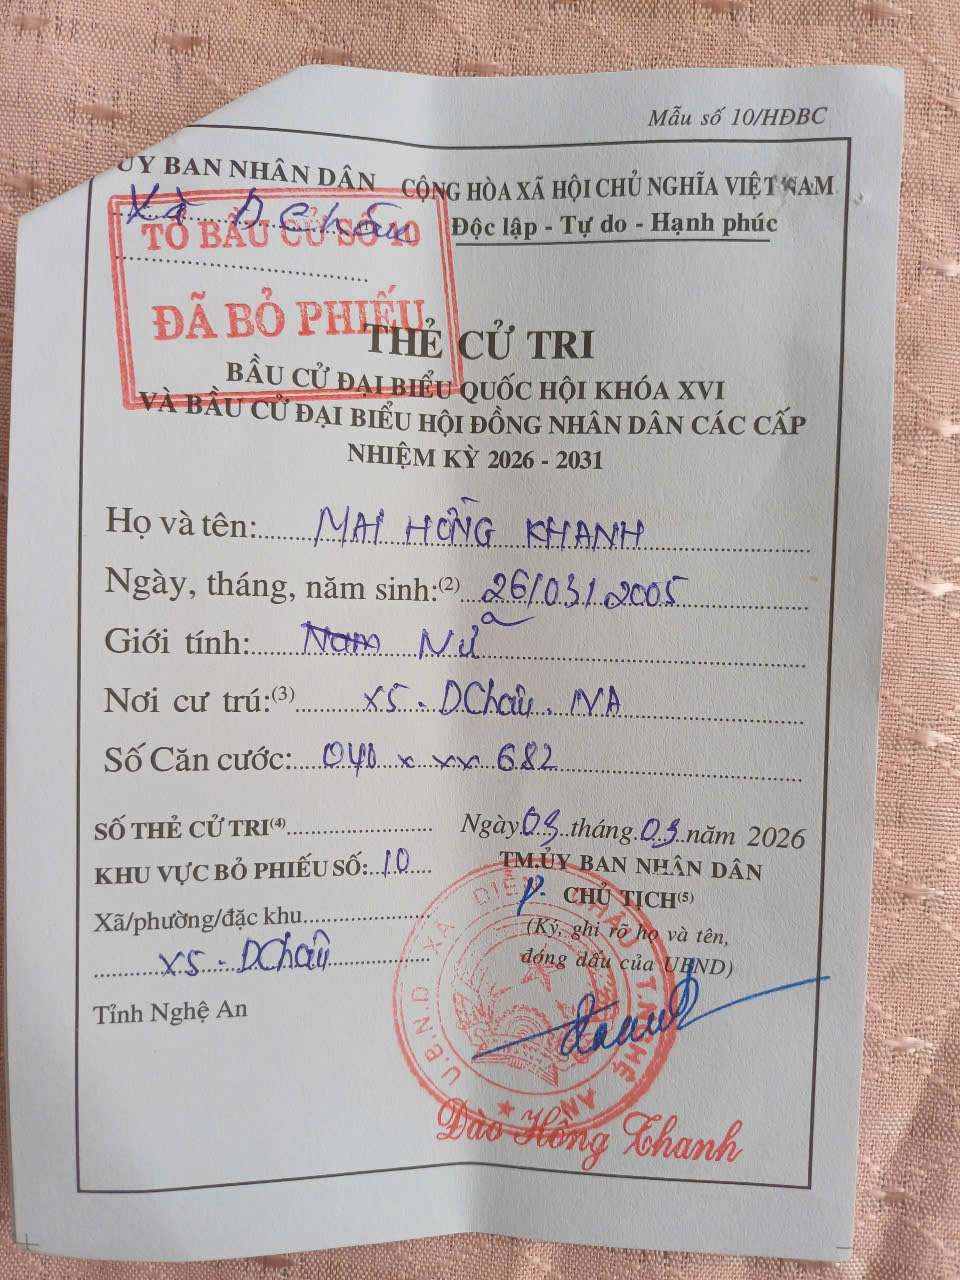 Mẫu số 10/HĐBC
ỦY BAN NHÂN DÂN
Xã D Châu
CỘNG HÒA XÃ HỘI CHỦ NGHĨA VIỆT NAM
Độc lập - Tự do - Hạnh phúc
TỔ BẦU CỬ SỐ 10
ĐÃ BỎ PHIẾU
THẺ CỬ TRI
BẦU CỬ ĐẠI BIỂU QUỐC HỘI KHÓA XVI
VÀ BẦU CỬ ĐẠI BIỂU HỘI ĐỒNG NHÂN DÂN CÁC CẤP
NHIỆM KỲ 2026 - 2031
Họ và tên: MAI HỒNG KHANH
Ngày, tháng, năm sinh:(2) 26/03/2005
Giới tính: Nam Nữ
Nơi cư trú:(3) X5 - DChâu. NA
Số Căn cước: 040 x xx 682
SỐ THẺ CỬ TRI(4)
KHU VỰC BỎ PHIẾU SỐ: 10
Xã/phường/đặc khu
X5 - DChâu
Tỉnh Nghệ An
Ngày 03 tháng 03 năm 2026
TM.ỦY BAN NHÂN DÂN
P. CHỦ TỊCH(5)
(Ký, ghi rõ họ và tên,
đóng dấu của UBND)
U.B.N.D XÃ DIỄN CHÂU T.NGHỆ AN
Đào Hồng Thanh